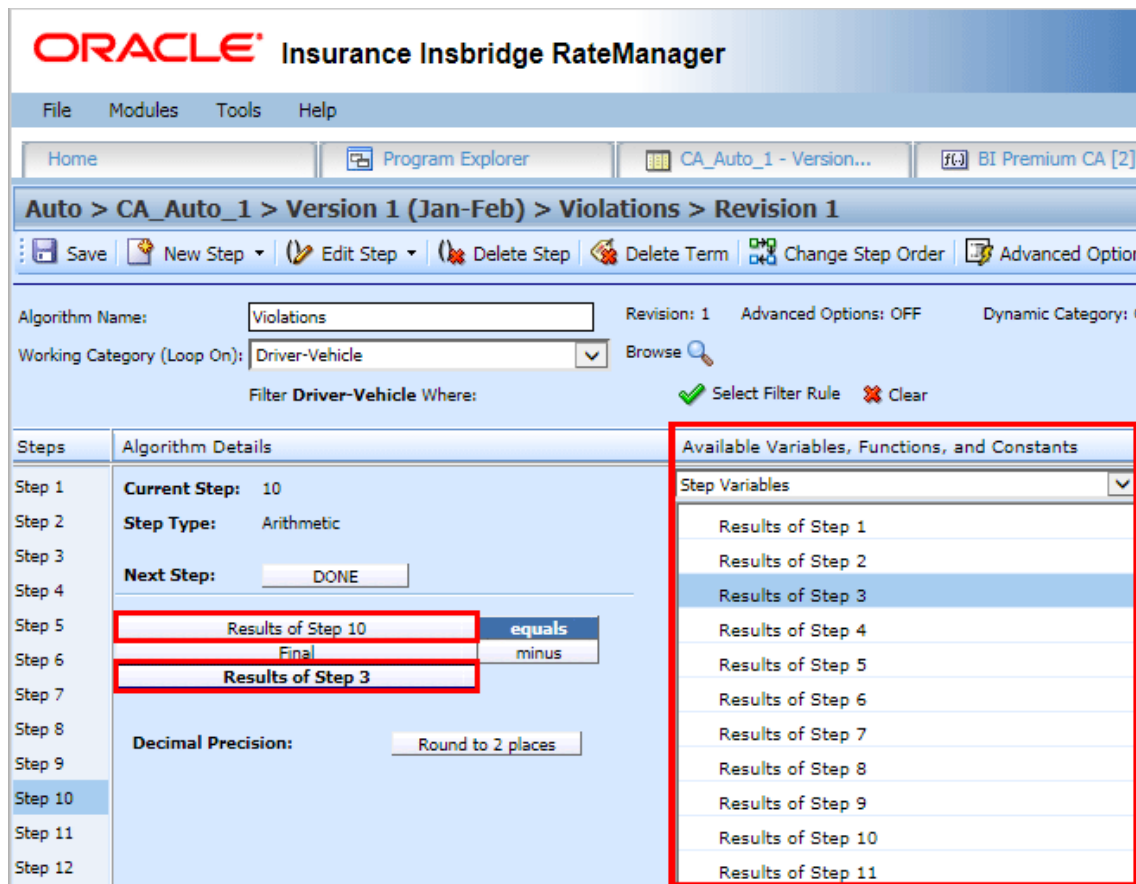 ORACLE Insurance Insbridge RateManager
File Modules Tools Help
Home Program Explorer CA_Auto_1 - Version... f(.) BI Premium CA [2]
Auto > CA_Auto_1 > Version 1 (Jan-Feb) > Violations > Revision 1
Save New Step Edit Step Delete Step Delete Term Change Step Order Advanced Option
Algorithm Name: Violations Revision: 1 Advanced Options: OFF Dynamic Category:
Working Category (Loop On): Driver-Vehicle Browse
Filter Driver-Vehicle Where: Select Filter Rule Clear
Steps
Step 1
Step 2
Step 3
Step 4
Step 5
Step 6
Step 7
Step 8
Step 9
Step 10
Step 11
Step 12
Algorithm Details
Current Step: 10
Step Type: Arithmetic
Next Step: DONE
Results of Step 10 equals
Final minus
Results of Step 3
Decimal Precision: Round to 2 places
Available Variables, Functions, and Constants
Step Variables
Results of Step 1
Results of Step 2
Results of Step 3
Results of Step 4
Results of Step 5
Results of Step 6
Results of Step 7
Results of Step 8
Results of Step 9
Results of Step 10
Results of Step 11